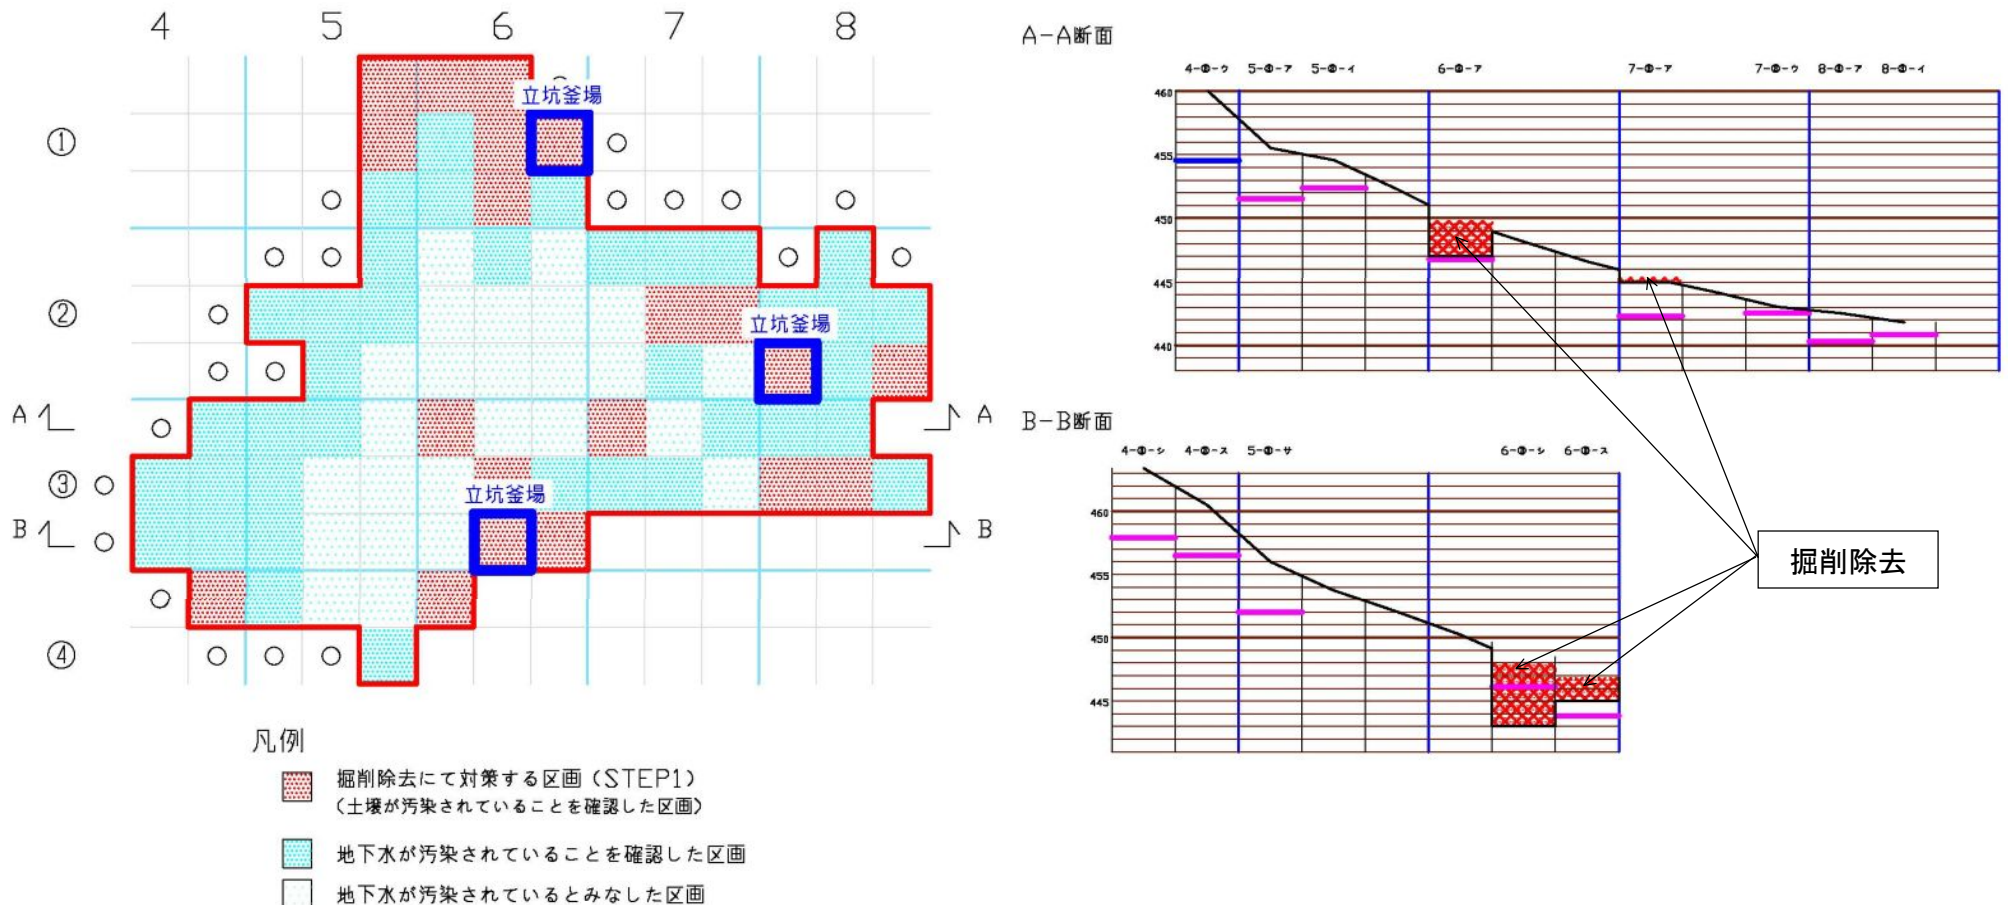 4 5 6 7 8
①
②
③
④
立坑釜場
立坑釜場
立坑釜場
A A
B B
凡例
掘削除去にて対策する区画（STEP1）
（土壌が汚染されていることを確認した区画）
地下水が汚染されていることを確認した区画
地下水が汚染されているとみなした区画
A-A断面
460
455
450
445
440
B-B断面
460
455
450
445
掘削除去